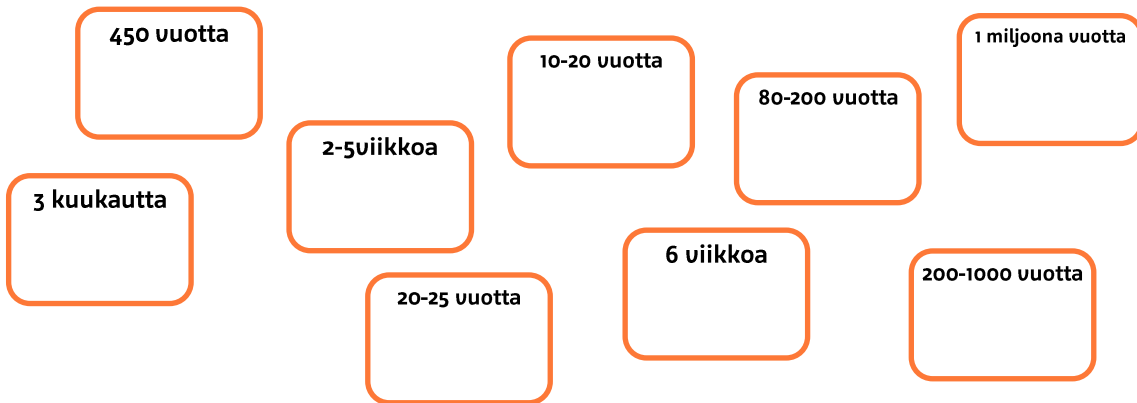 450 vuotta
1 miljoona vuotta
10-20 vuotta
80-200 vuotta
2-5viikkoa
3 kuukautta
6 viikkoa
200-1000 vuotta
20-25 vuotta